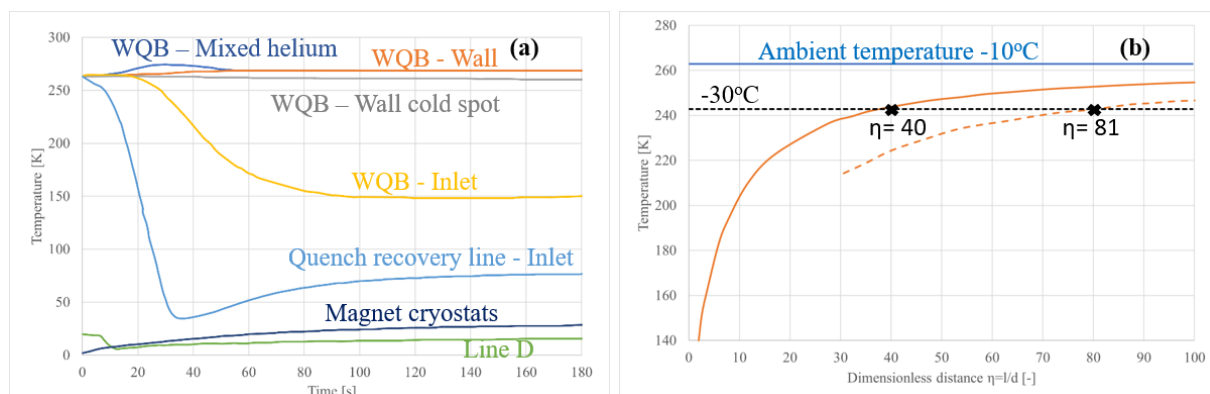 300
250
200
150
100
50
0
Temperature [K]
WQB – Mixed helium
(a)
WQB - Wall
WQB – Wall cold spot
WQB - Inlet
Quench recovery line - Inlet
Magnet cryostats
Line D
0 20 40 60 80 100 120 140 160 180
Time [s]
280
260
240
220
200
180
160
140
Temperature [K]
(b)
Ambient temperature -10°C
-30°C
η= 40
η= 81
0 10 20 30 40 50 60 70 80 90 100
Dimensionless distance η=l/d [-]